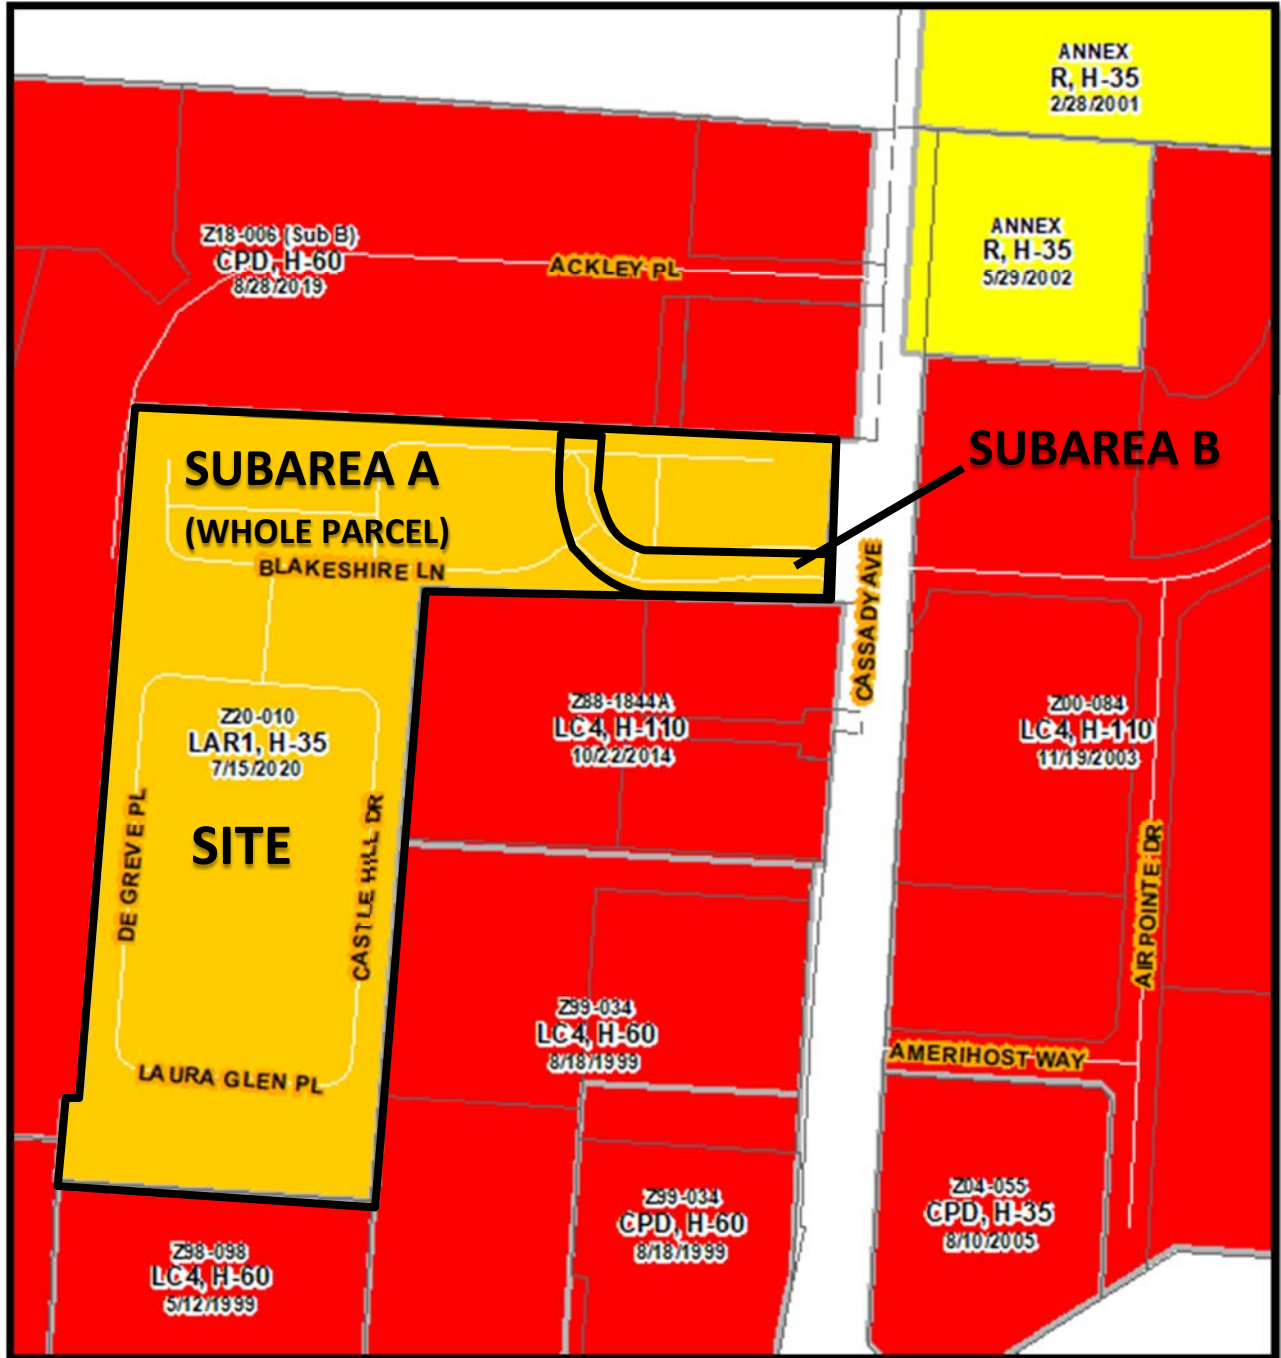 ANNEX
R, H-35
2/28/2001
ANNEX
R, H-35
5/29/2002
Z18-006 (Sub B)
CPD, H-60
8/28/2019
ACKLEY PL
SUBAREA A
(WHOLE PARCEL)
SUBAREA B
BLAKESHIRE LN
CASSADY AVE
Z20-010
LAR1, H-35
7/15/2020
SITE
DE GREVE PL
CASTLE HILL DR
LAURA GLEN PL
Z88-1844A
LC4, H-110
10/22/2014
Z00-084
LC4, H-110
11/19/2003
AIRPOINTE DR
Z99-034
LC4, H-60
8/18/1999
AMERIHOST WAY
Z99-034
CPD, H-60
8/18/1999
Z04-055
CPD, H-35
8/10/2005
Z98-098
LC4, H-60
5/12/1999